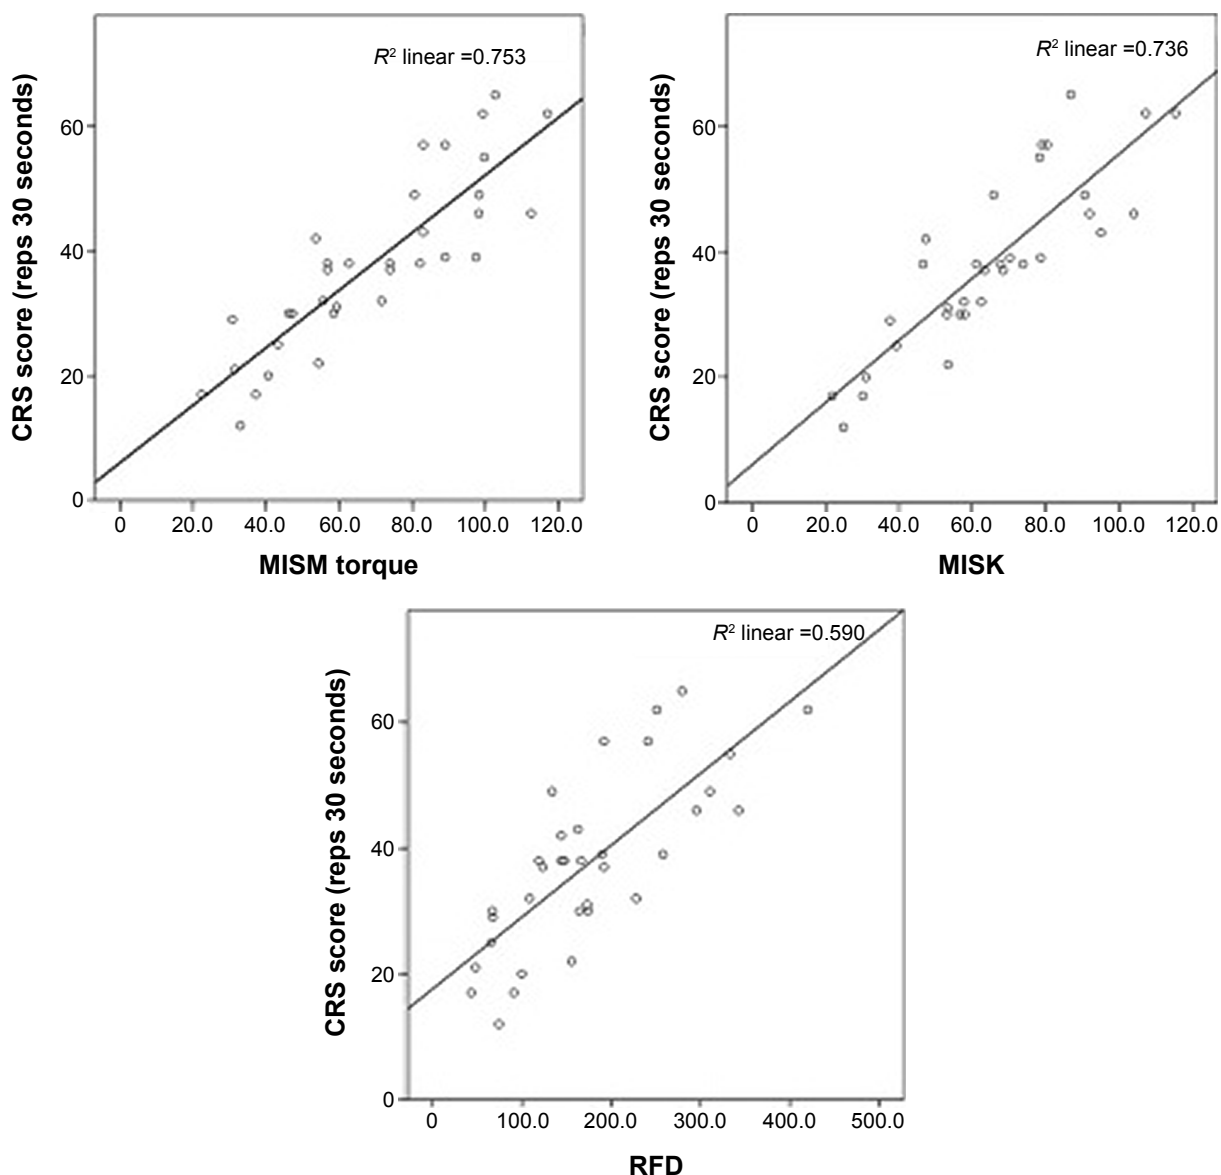 R² linear =0.753
CRS score (reps 30 seconds)
60
40
20
0
0 20.0 40.0 60.0 80.0 100.0 120.0
MISM torque
R² linear =0.736
CRS score (reps 30 seconds)
60
40
20
0
0 20.0 40.0 60.0 80.0 100.0 120.0
MISK
R² linear =0.590
CRS score (reps 30 seconds)
60
40
20
0
0 100.0 200.0 300.0 400.0 500.0
RFD